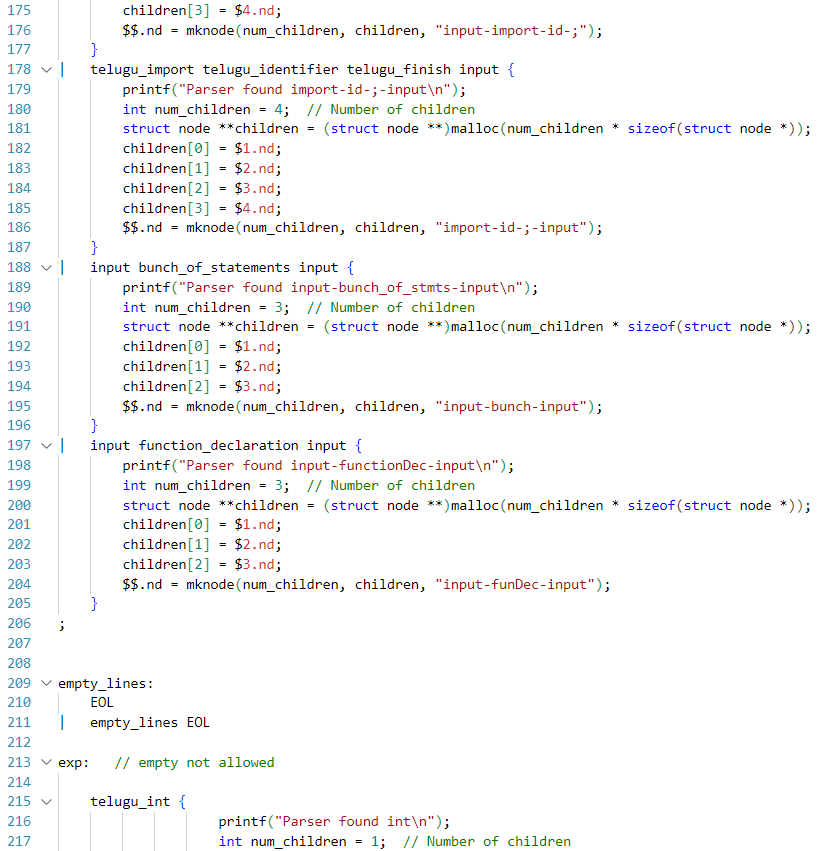 175 children[3] = $4.nd;
176 $$.nd = mknode(num_children, children, "input-import-id-;");
177 }
178 | telugu_import telugu_identifier telugu_finish input {
179 printf("Parser found import-id-;-input\n");
180 int num_children = 4;  // Number of children
181 struct node **children = (struct node **)malloc(num_children * sizeof(struct node *));
182 children[0] = $1.nd;
183 children[1] = $2.nd;
184 children[2] = $3.nd;
185 children[3] = $4.nd;
186 $$.nd = mknode(num_children, children, "import-id-;-input");
187 }
188 | input bunch_of_statements input {
189 printf("Parser found input-bunch_of_stmts-input\n");
190 int num_children = 3;  // Number of children
191 struct node **children = (struct node **)malloc(num_children * sizeof(struct node *));
192 children[0] = $1.nd;
193 children[1] = $2.nd;
194 children[2] = $3.nd;
195 $$.nd = mknode(num_children, children, "input-bunch-input");
196 }
197 | input function_declaration input {
198 printf("Parser found input-functionDec-input\n");
199 int num_children = 3;  // Number of children
200 struct node **children = (struct node **)malloc(num_children * sizeof(struct node *));
201 children[0] = $1.nd;
202 children[1] = $2.nd;
203 children[2] = $3.nd;
204 $$.nd = mknode(num_children, children, "input-funDec-input");
205 }
206 ;
207
208
209 empty_lines:
210 EOL
211 | empty_lines EOL
212
213 exp:   // empty not allowed
214
215 telugu_int {
216 printf("Parser found int\n");
217 int num_children = 1;  // Number of children